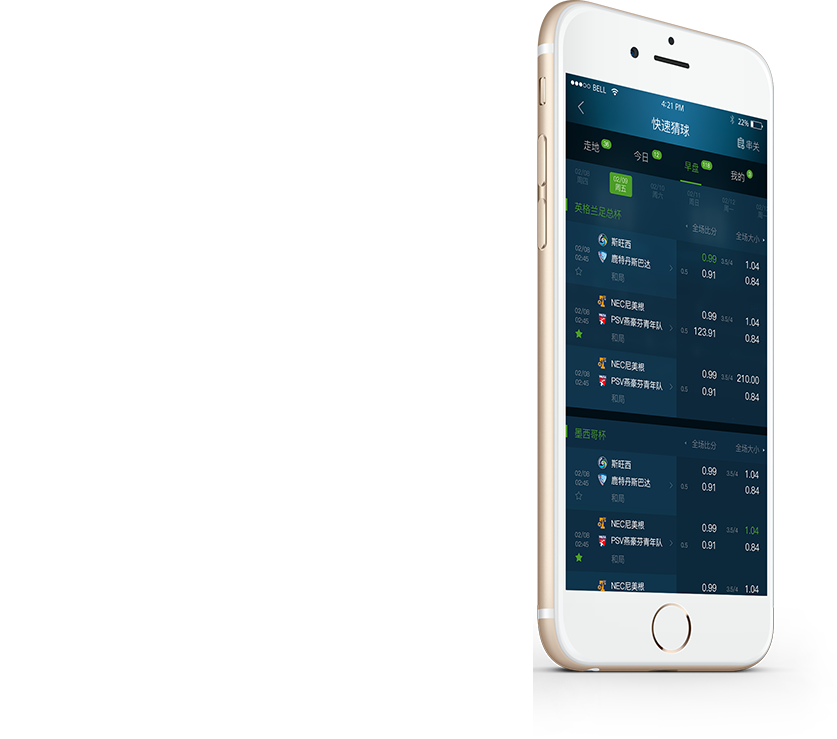 BELL
4:21 PM
22%
快速猜球
串关
走地 36
今日 12
早盘 116
我的 3
02/08 周四
02/09 周五
02/10 周六
02/11 周日
02/12 周一
英格兰足总杯 全场比分 全场大小
斯旺西 0.99 3.5/4 1.04
02/08 02:45 鹿特丹斯巴达 0.5 0.91 0.84
和局
NEC尼美根 0.99 3.5/4 1.04
02/08 02:45 PSV燕豪芬青年队 0.5 123.91 0.84
和局
NEC尼美根 0.99 3.5/4 210.00
02/08 02:45 PSV燕豪芬青年队 0.5 0.91 0.84
和局
墨西哥杯 全场比分 全场大小
斯旺西 0.99 3.5/4 1.04
02/08 02:45 鹿特丹斯巴达 0.5 0.91 0.84
和局
NEC尼美根 0.99 3.5/4 1.04
02/08 02:45 PSV燕豪芬青年队 0.5 0.91 0.84
和局
NEC尼美根 0.99 3.5/4 1.04